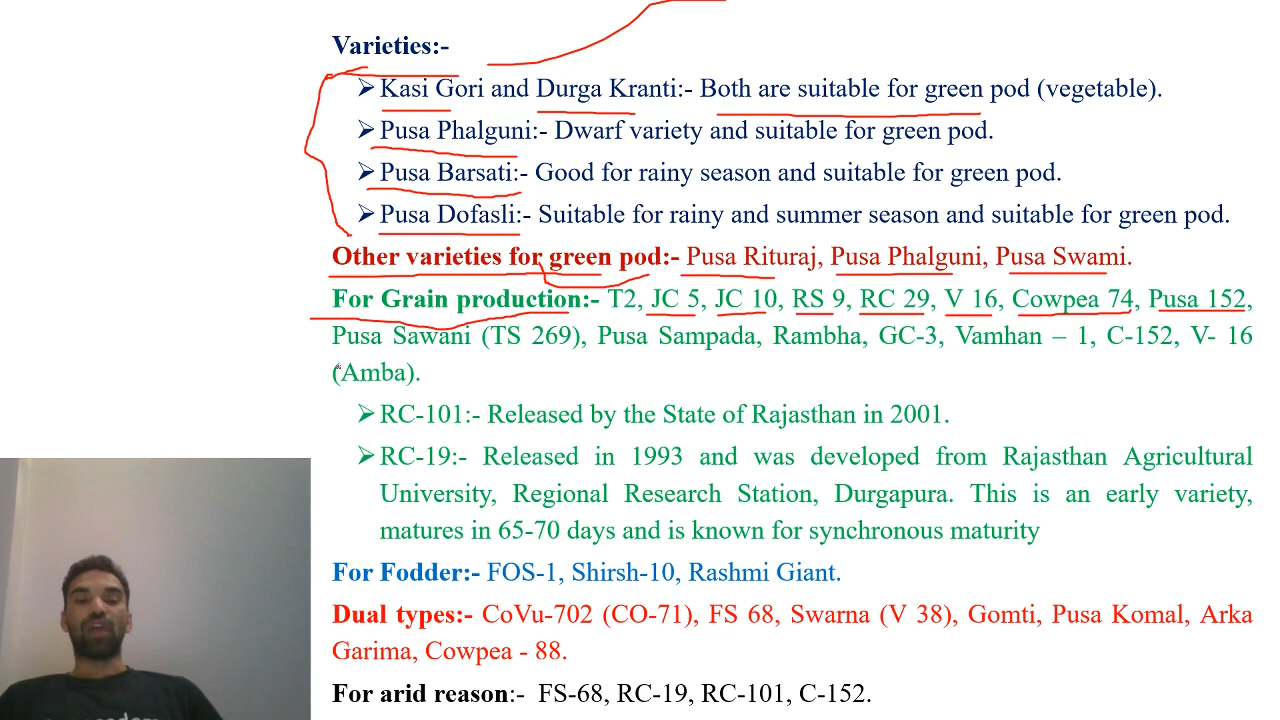 Varieties:-
➢Kasi Gori and Durga Kranti:- Both are suitable for green pod (vegetable).
➢Pusa Phalguni:- Dwarf variety and suitable for green pod.
➢Pusa Barsati:- Good for rainy season and suitable for green pod.
➢Pusa Dofasli:- Suitable for rainy and summer season and suitable for green pod.
Other varieties for green pod:- Pusa Rituraj, Pusa Phalguni, Pusa Swami.
For Grain production:- T2, JC 5, JC 10, RS 9, RC 29, V 16, Cowpea 74, Pusa 152,
Pusa Sawani (TS 269), Pusa Sampada, Rambha, GC-3, Vamhan – 1, C-152, V- 16
(Amba).
➢RC-101:- Released by the State of Rajasthan in 2001.
➢RC-19:- Released in 1993 and was developed from Rajasthan Agricultural
University, Regional Research Station, Durgapura. This is an early variety,
matures in 65-70 days and is known for synchronous maturity
For Fodder:- FOS-1, Shirsh-10, Rashmi Giant.
Dual types:- CoVu-702 (CO-71), FS 68, Swarna (V 38), Gomti, Pusa Komal, Arka
Garima, Cowpea - 88.
For arid reason:- FS-68, RC-19, RC-101, C-152.